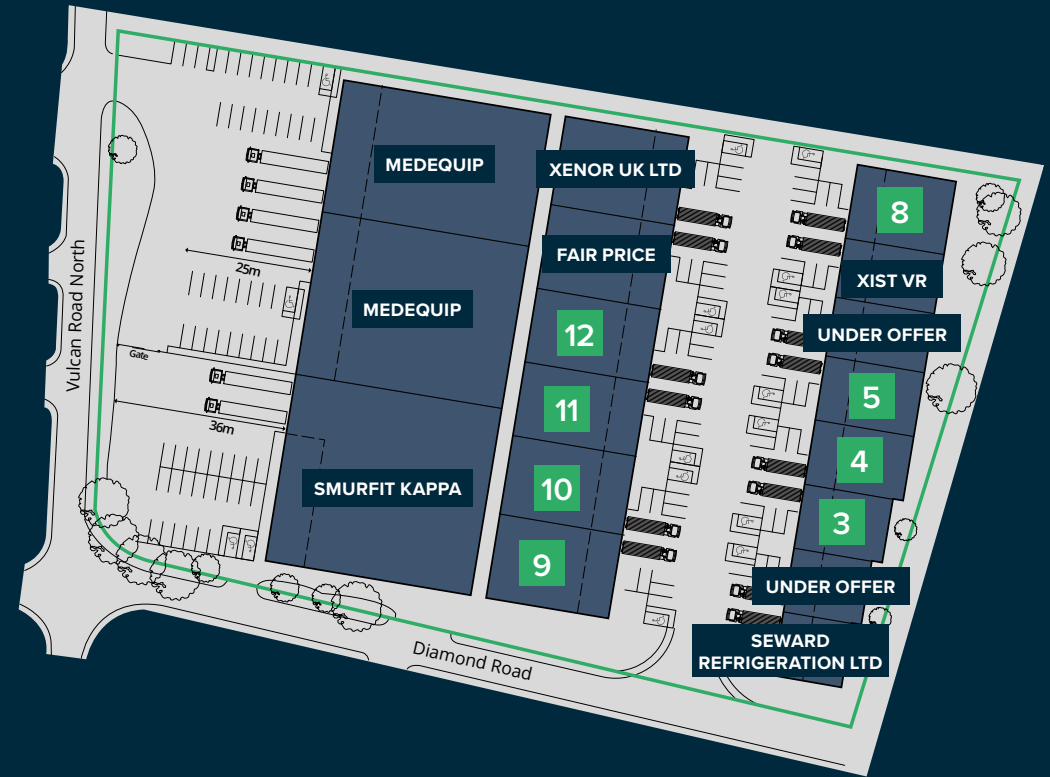 MEDEQUIP
XENOR UK LTD
8
FAIR PRICE
25m
XIST VR
MEDEQUIP
12
UNDER OFFER
Vulcan Road North
Gate
11
5
36m
4
SMURFIT KAPPA
10
3
9
UNDER OFFER
SEWARD
REFRIGERATION LTD
Diamond Road